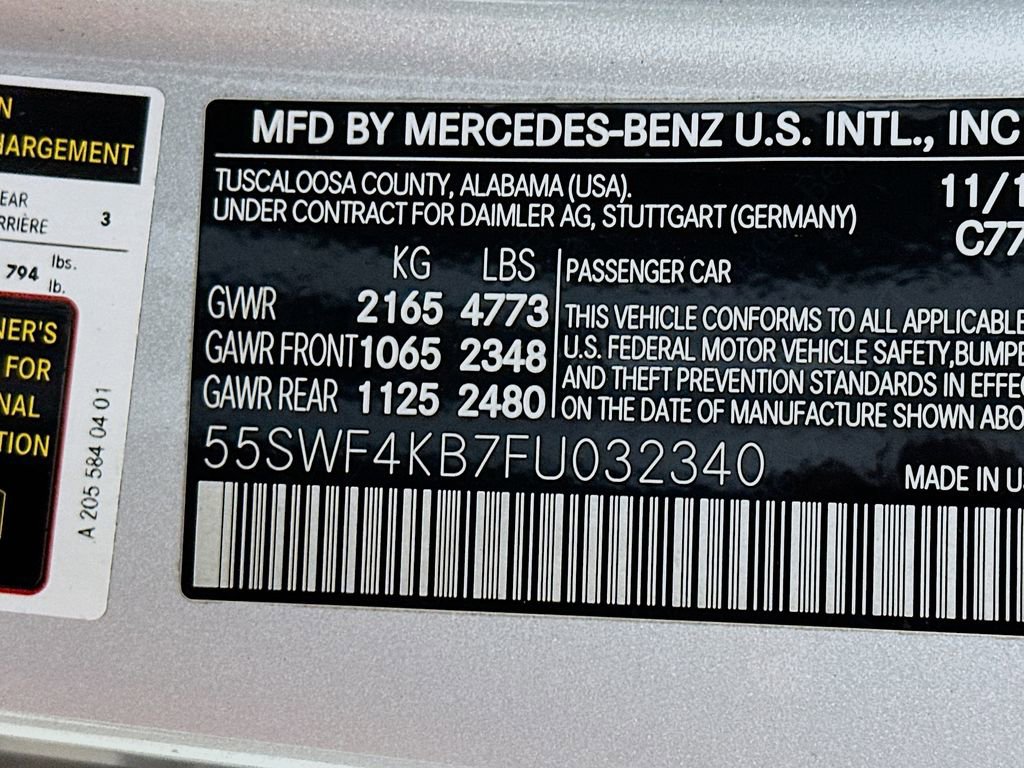 N
HARGEMENT
EAR
RRIÈRE 3
794 lbs.
lb.
NER'S
FOR
NAL
TION
A 205 584 04 01
MFD BY MERCEDES-BENZ U.S. INTL., INC
TUSCALOOSA COUNTY, ALABAMA (USA).
UNDER CONTRACT FOR DAIMLER AG, STUTTGART (GERMANY)
11/1
C77
KG LBS
GVWR 2165 4773
GAWR FRONT 1065 2348
GAWR REAR 1125 2480
PASSENGER CAR
THIS VEHICLE CONFORMS TO ALL APPLICABLE
U.S. FEDERAL MOTOR VEHICLE SAFETY,BUMPE
AND THEFT PREVENTION STANDARDS IN EFFEC
ON THE DATE OF MANUFACTURE SHOWN ABO
55SWF4KB7FU032340
MADE IN US